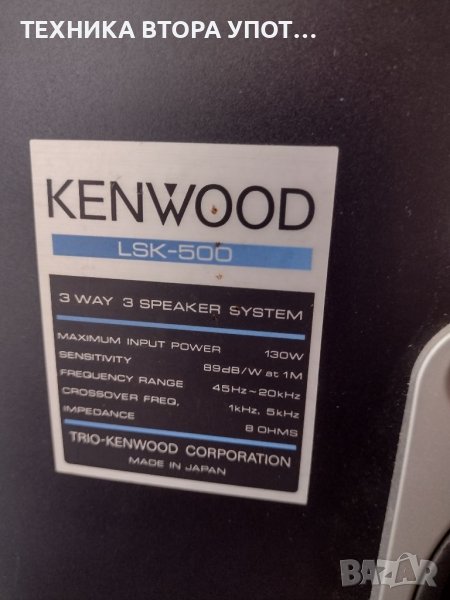 ТЕХНИКА ВТОРА УПОТ...
KENWOOD
LSK-500
3 WAY 3 SPEAKER SYSTEM
MAXIMUM INPUT POWER 130W
SENSITIVITY 89dB/W at 1M
FREQUENCY RANGE 45Hz~20kHz
CROSSOVER FREQ, 1kHz, 5kHz
IMPEDANCE 8 OHMS
TRIO-KENWOOD CORPORATION
MADE IN JAPAN
BAZAR